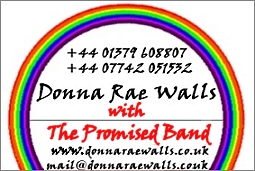 +44 01379 608807
+44 07742 051532
Donna Rae Walls
with
The Promised Band
www.donnaraewalls.co.uk
mail@donnaraewalls.co.uk